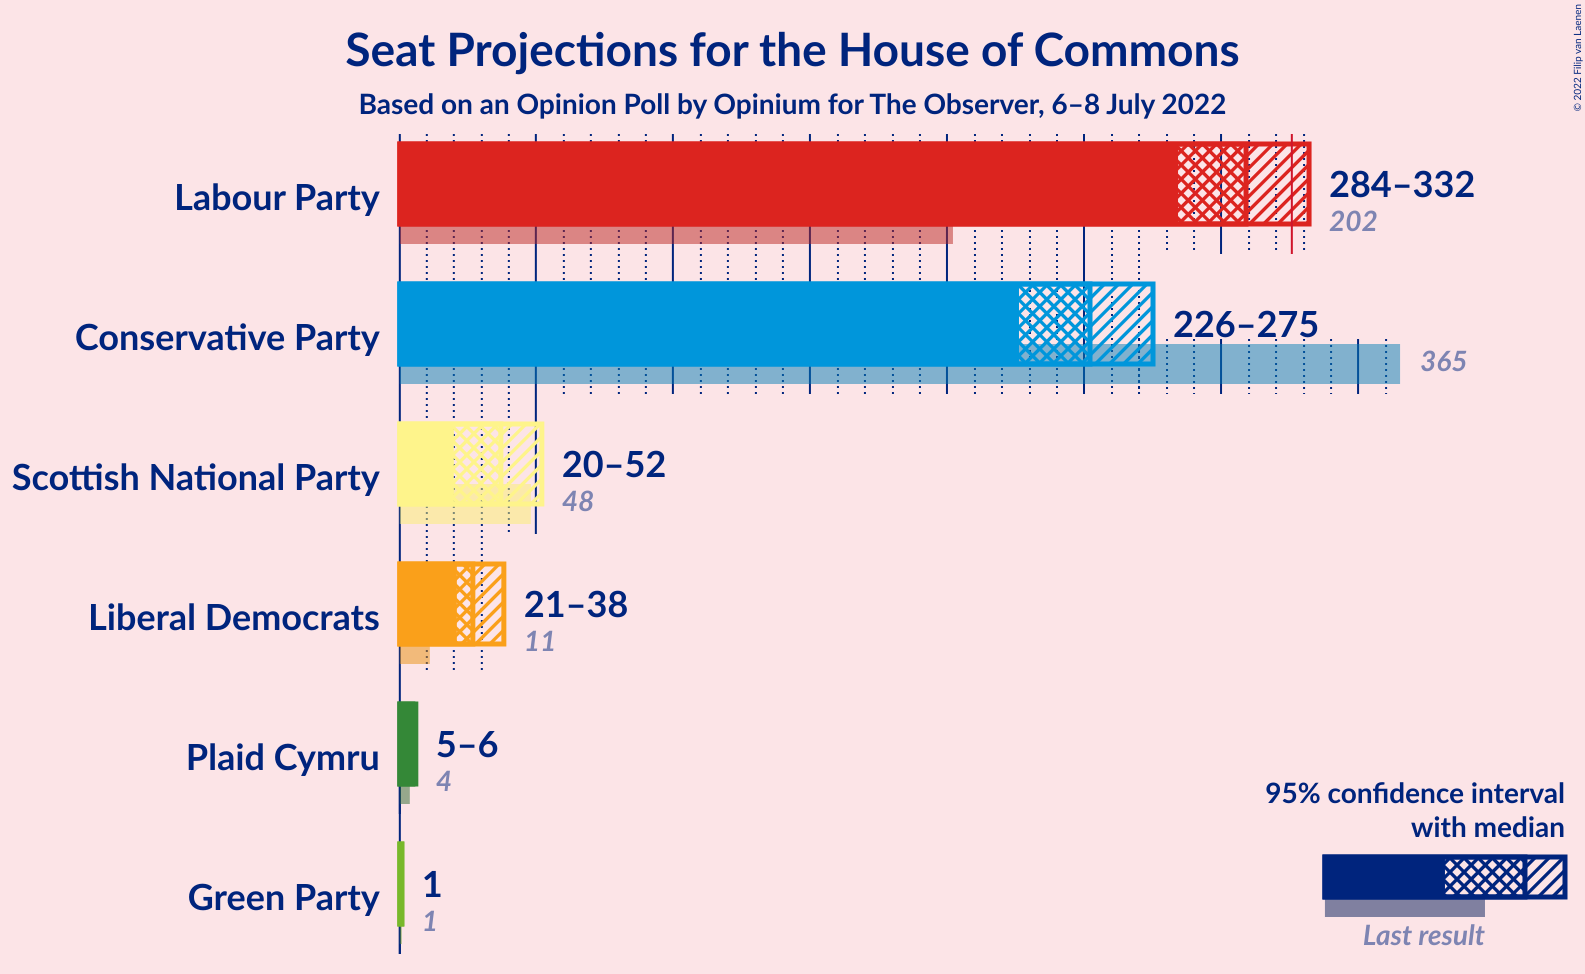 Seat Projections for the House of Commons
Based on an Opinion Poll by Opinium for The Observer, 6–8 July 2022
© 2022 Filip van Laenen
Labour Party
284–332
202
Conservative Party
226–275
365
Scottish National Party
20–52
48
Liberal Democrats
21–38
11
Plaid Cymru
5–6
4
Green Party
1
1
95% confidence interval
with median
Last result